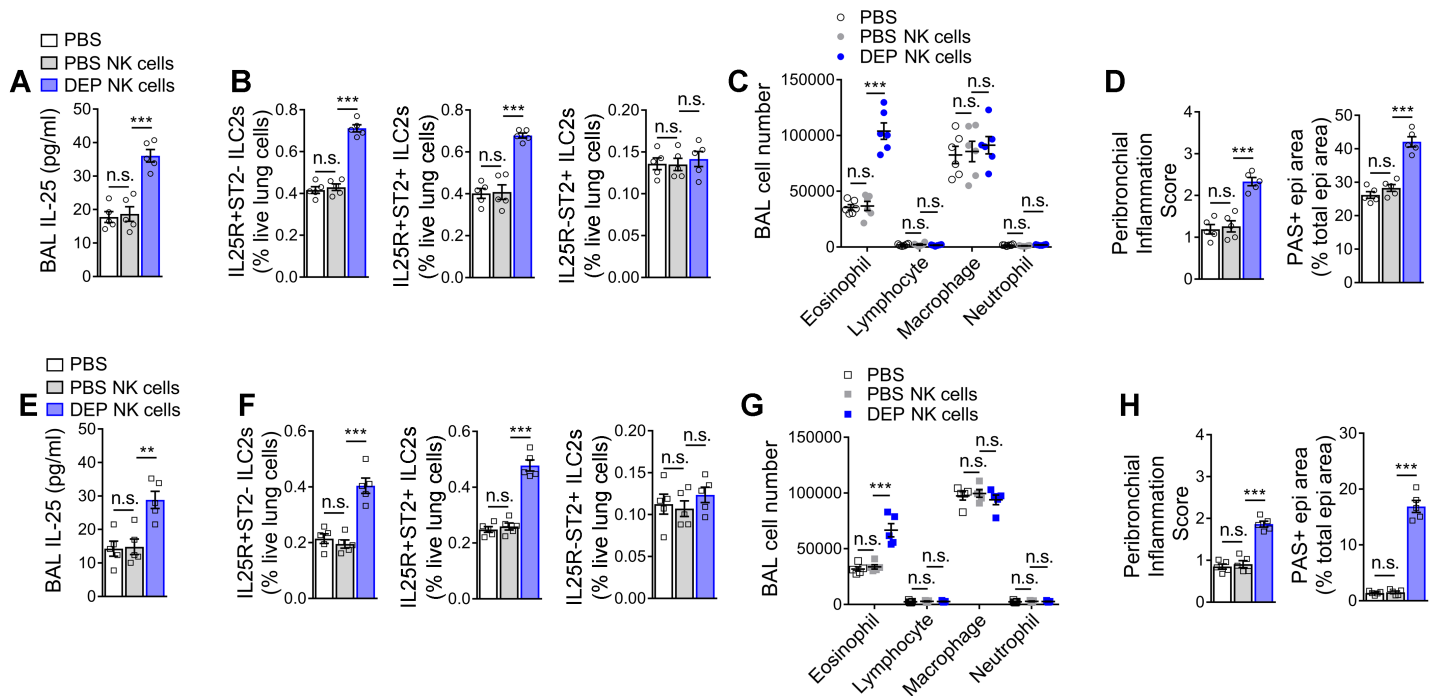 PBS
PBS NK cells
DEP NK cells
A
BAL IL-25 (pg/ml)
50
40
30
20
10
0
n.s.
***
B
IL25R+ST2- ILC2s
(% live lung cells)
0.8
0.6
0.4
0.2
0.0
n.s.
***
IL25R+ST2+ ILC2s
(% live lung cells)
0.8
0.6
0.4
0.2
0.0
n.s.
***
IL25R-ST2+ ILC2s
(% live lung cells)
0.20
0.15
0.10
0.05
0.00
n.s.
n.s.
C
PBS
PBS NK cells
DEP NK cells
BAL cell number
150000
100000
50000
0
n.s.
***
n.s.
n.s.
n.s.
n.s.
n.s.
n.s.
Eosinophil
Lymphocyte
Macrophage
Neutrophil
D
Peribronchial
Inflammation
Score
4
3
2
1
0
n.s.
***
PAS+ epi area
(% total epi area)
50
40
30
20
10
0
n.s.
***
PBS
PBS NK cells
DEP NK cells
E
BAL IL-25 (pg/ml)
50
40
30
20
10
0
n.s.
**
F
IL25R+ST2- ILC2s
(% live lung cells)
0.6
0.4
0.2
0.0
n.s.
***
IL25R+ST2+ ILC2s
(% live lung cells)
0.6
0.4
0.2
0.0
n.s.
***
IL25R-ST2+ ILC2s
(% live lung cells)
0.20
0.15
0.10
0.05
0.00
n.s.
n.s.
G
PBS
PBS NK cells
DEP NK cells
BAL cell number
150000
100000
50000
0
n.s.
***
n.s.
n.s.
n.s.
n.s.
n.s.
n.s.
Eosinophil
Lymphocyte
Macrophage
Neutrophil
H
Peribronchial
Inflammation
Score
4
3
2
1
0
n.s.
***
PAS+ epi area
(% total epi area)
30
20
10
0
n.s.
***